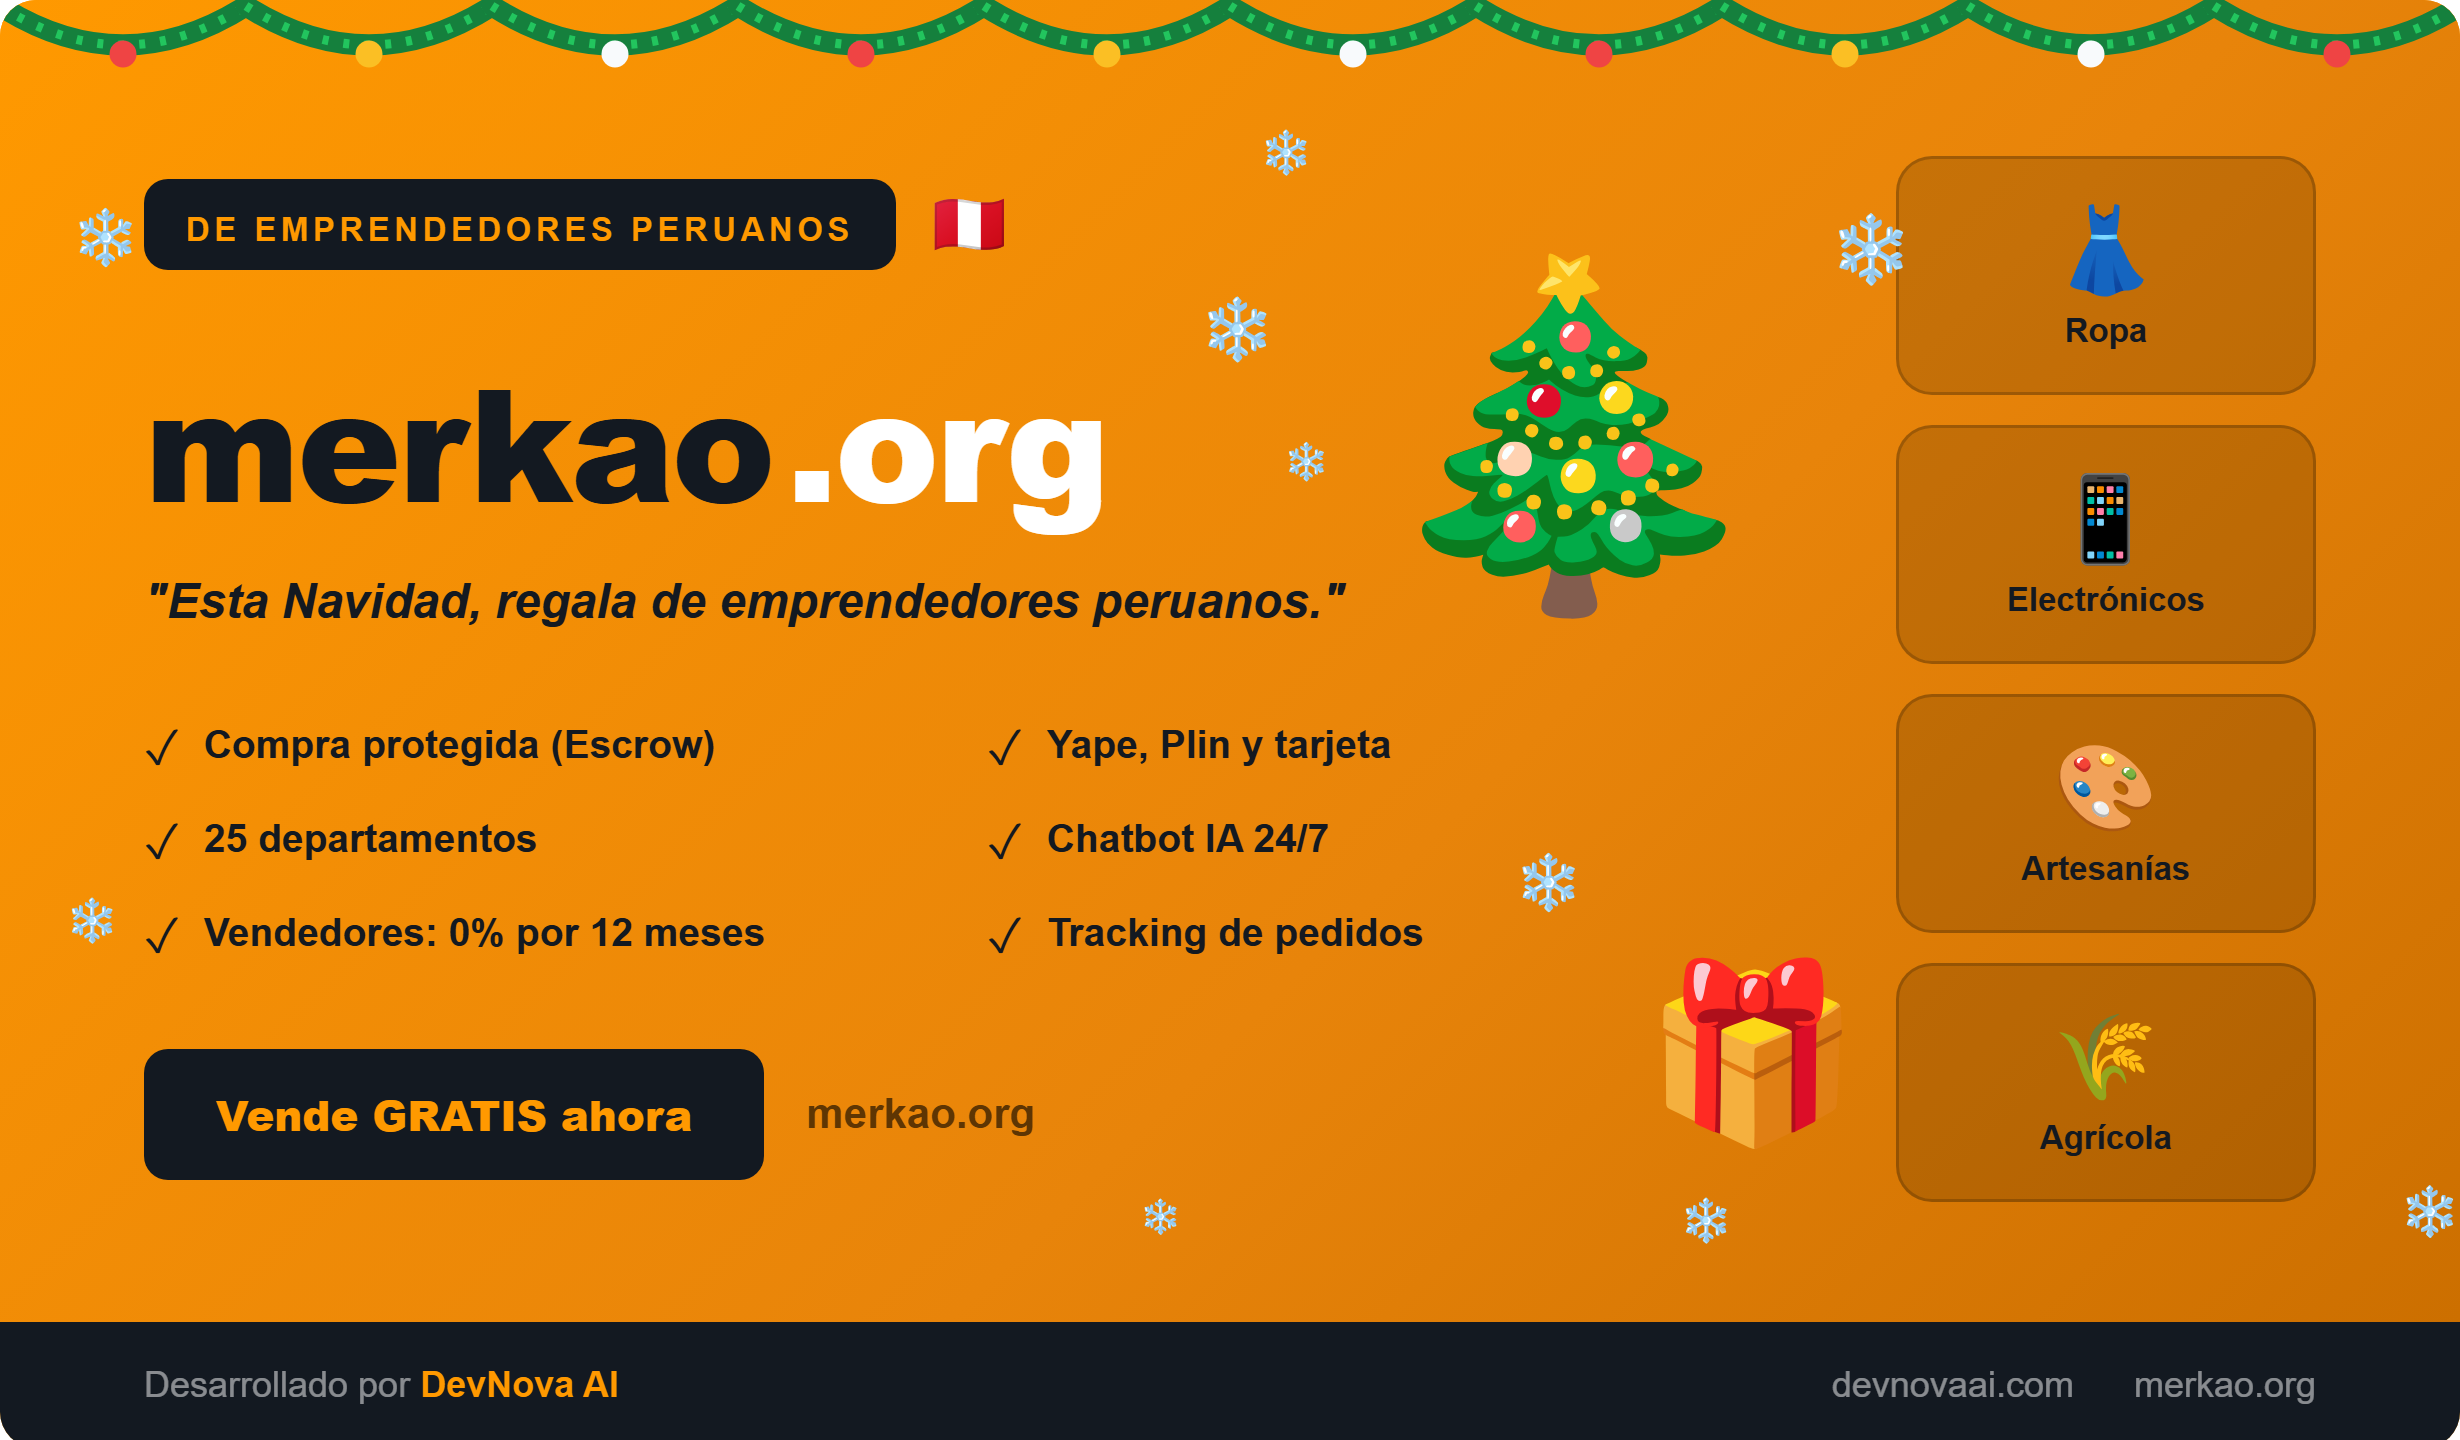 DE EMPRENDEDORES PERUANOS
merkao.org
"Esta Navidad, regala de emprendedores peruanos."
✓ Compra protegida (Escrow)
✓ Yape, Plin y tarjeta
✓ 25 departamentos
✓ Chatbot IA 24/7
✓ Vendedores: 0% por 12 meses
✓ Tracking de pedidos
Vende GRATIS ahora
merkao.org
Ropa
Electrónicos
Artesanías
Agrícola
Desarrollado por DevNova AI
devnovaai.com
merkao.org